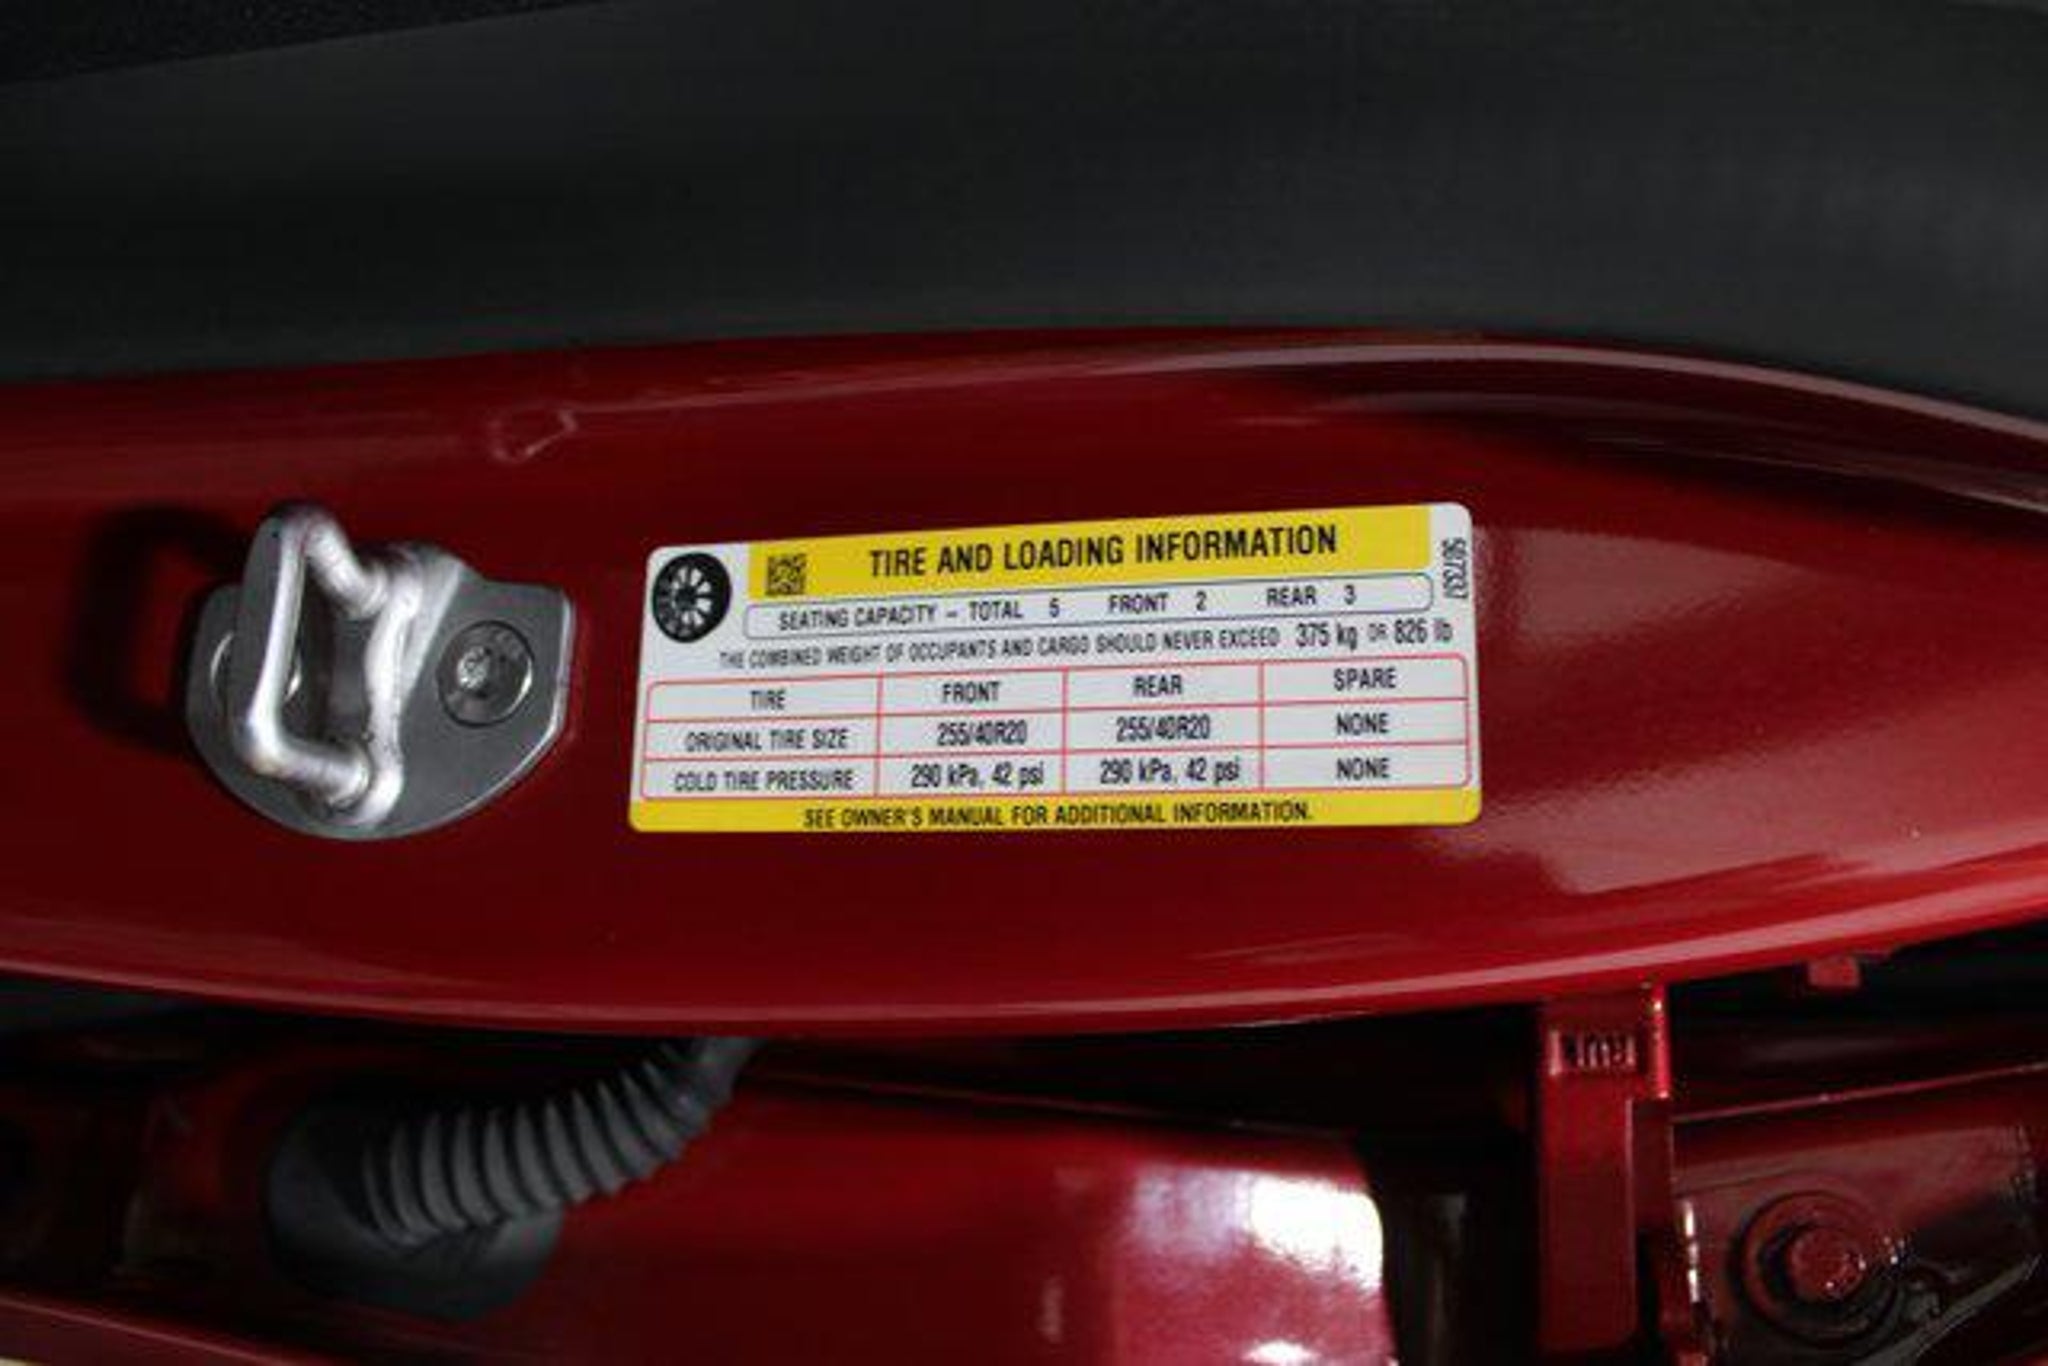 TIRE AND LOADING INFORMATION
SEATING CAPACITY – TOTAL 5 FRONT 2 REAR 3
THE COMBINED WEIGHT OF OCCUPANTS AND CARGO SHOULD NEVER EXCEED 375 kg OR 826 lb
TIRE FRONT REAR SPARE
ORIGINAL TIRE SIZE 255/40R20 255/40R20 NONE
COLD TIRE PRESSURE 290 kPa, 42 psi 290 kPa, 42 psi NONE
SEE OWNER'S MANUAL FOR ADDITIONAL INFORMATION.